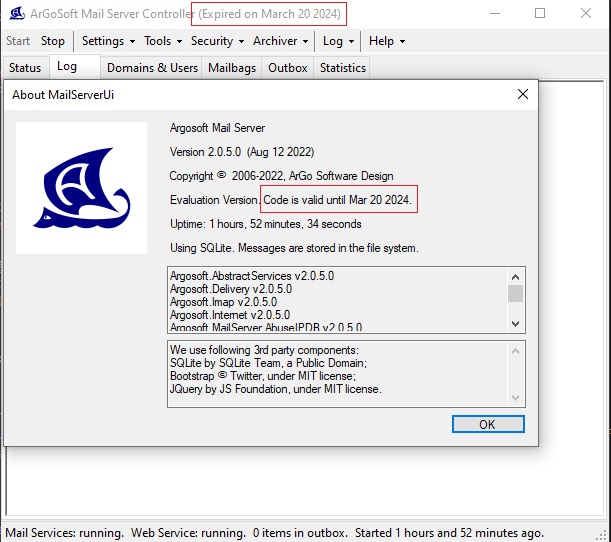 ArGoSoft Mail Server Controller (Expired on March 20 2024)
Start Stop Settings Tools Security Archiver Log Help
Status Log Domains & Users Mailbags Outbox Statistics
About MailServerUi
Argosoft Mail Server
Version 2.0.5.0 (Aug 12 2022)
Copyright © 2006-2022, ArGo Software Design
Evaluation Version. Code is valid until Mar 20 2024.
Uptime: 1 hours, 52 minutes, 34 seconds
Using SQLite. Messages are stored in the file system.
Argosoft.AbstractServices v2.0.5.0
Argosoft.Delivery v2.0.5.0
Argosoft.Imap v2.0.5.0
Argosoft.Internet v2.0.5.0
Argosoft.MailServer.AbuseIPDB v2.0.5.0
We use following 3rd party components:
SQLite by SQLite Team, a Public Domain;
Bootstrap © Twitter, under MIT license;
JQuery by JS Foundation, under MIT license.
OK
Mail Services: running. Web Service: running. 0 items in outbox. Started 1 hours and 52 minutes ago.